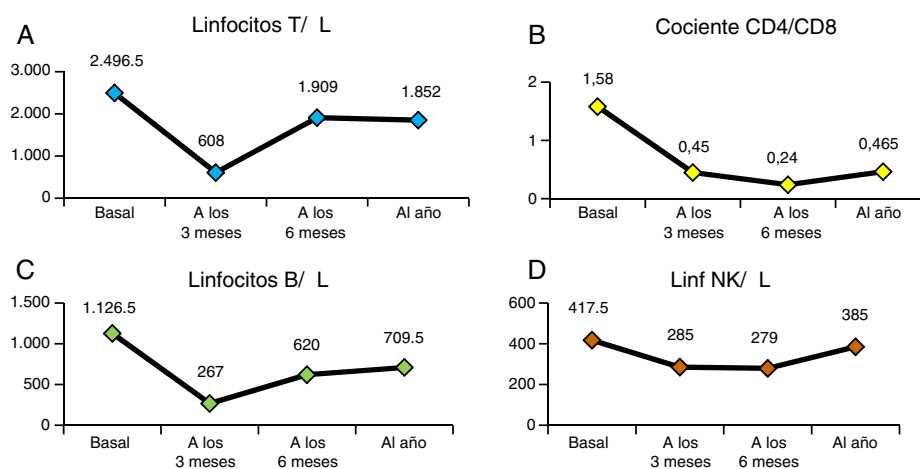 A
Linfocitos T/ L
2.496.5
3.000
2.000
1.000
0
608
1.909
1.852
Basal
A los
3 meses
A los
6 meses
Al año
B
Cociente CD4/CD8
2
1
0
1,58
0,45
0,24
0,465
Basal
A los
3 meses
A los
6 meses
Al año
C
Linfocitos B/ L
1.500
1.000
500
0
1.126.5
267
620
709.5
Basal
A los
3 meses
A los
6 meses
Al año
D
Linf NK/ L
600
400
200
0
417.5
285
279
385
Basal
A los
3 meses
A los
6 meses
Al año